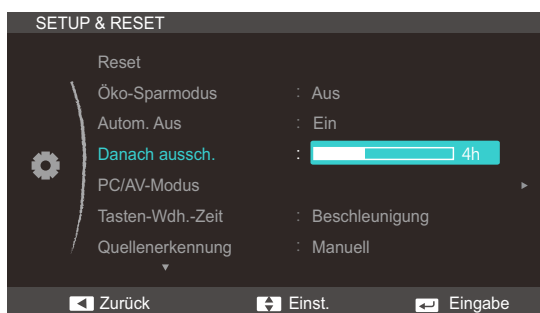 SETUP & RESET
Reset
Öko-Sparmodus : Aus
Autom. Aus : Ein
Danach aussch. : 4h
PC/AV-Modus
Tasten-Wdh.-Zeit : Beschleunigung
Quellenerkennung : Manuell
Zurück Einst. Eingabe